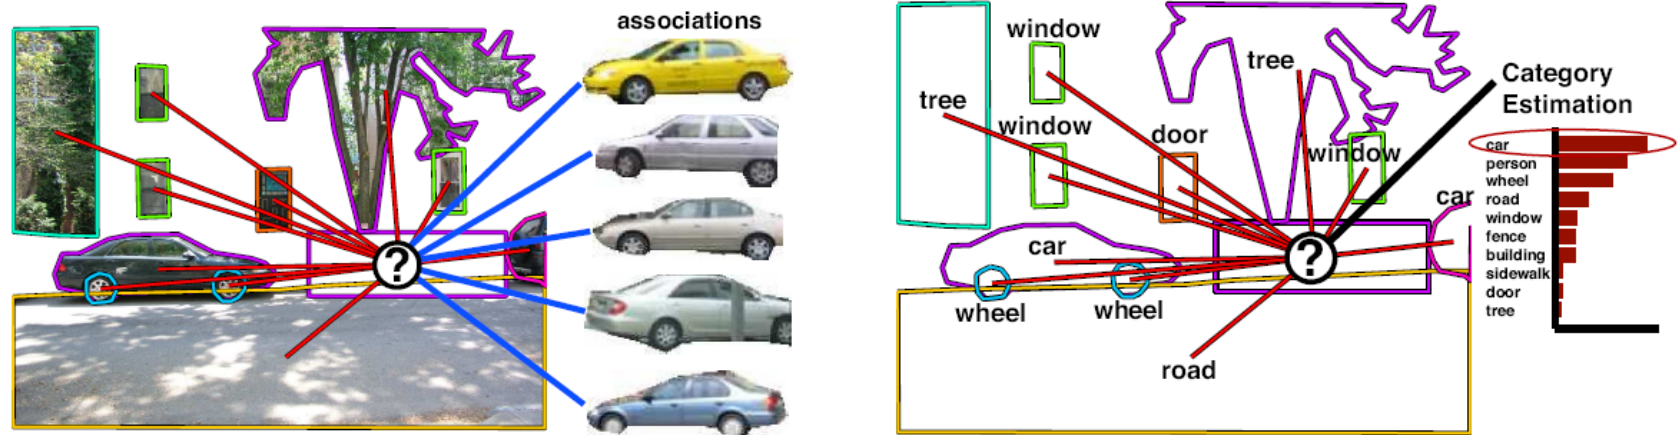 associations
?
window
tree
tree
window
door
window
car
car
wheel
wheel
road
?
Category
Estimation
car
person
wheel
road
window
fence
building
sidewalk
door
tree